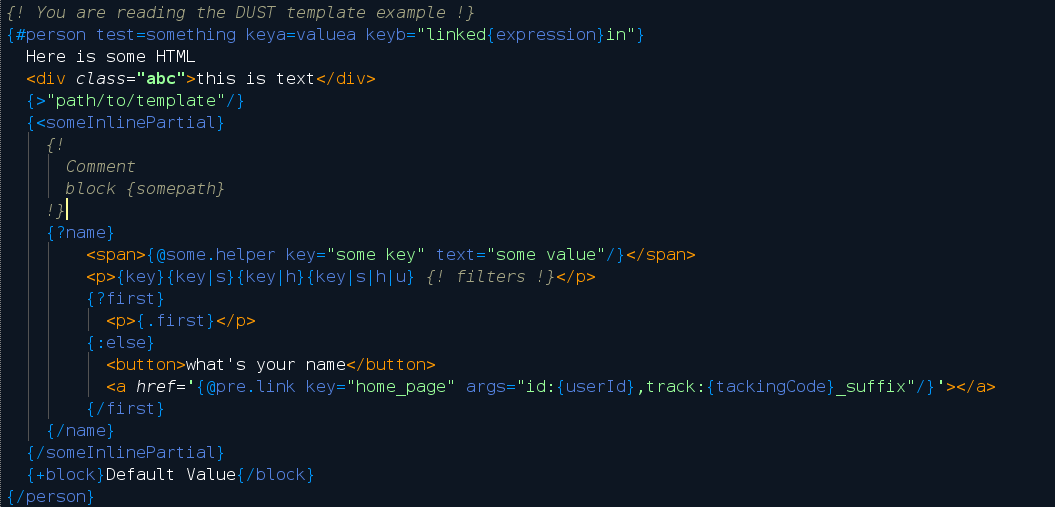 {! You are reading the DUST template example !}
{#person test=something keya=valuea keyb="linked{expression}in"}
Here is some HTML
<div class="abc">this is text</div>
{>"path/to/template"/}
{<someInlinePartial}
{!
Comment
block {somepath}
!}
{?name}
<span>{@some.helper key="some key" text="some value"/}</span>
<p>{key}{key|s}{key|h}{key|s|h|u} {! filters !}</p>
{?first}
<p>{.first}</p>
{:else}
<button>what's your name</button>
<a href='{@pre.link key="home_page" args="id:{userId},track:{tackingCode}_suffix"/}'></a>
{/first}
{/name}
{/someInlinePartial}
{+block}Default Value{/block}
{/person}